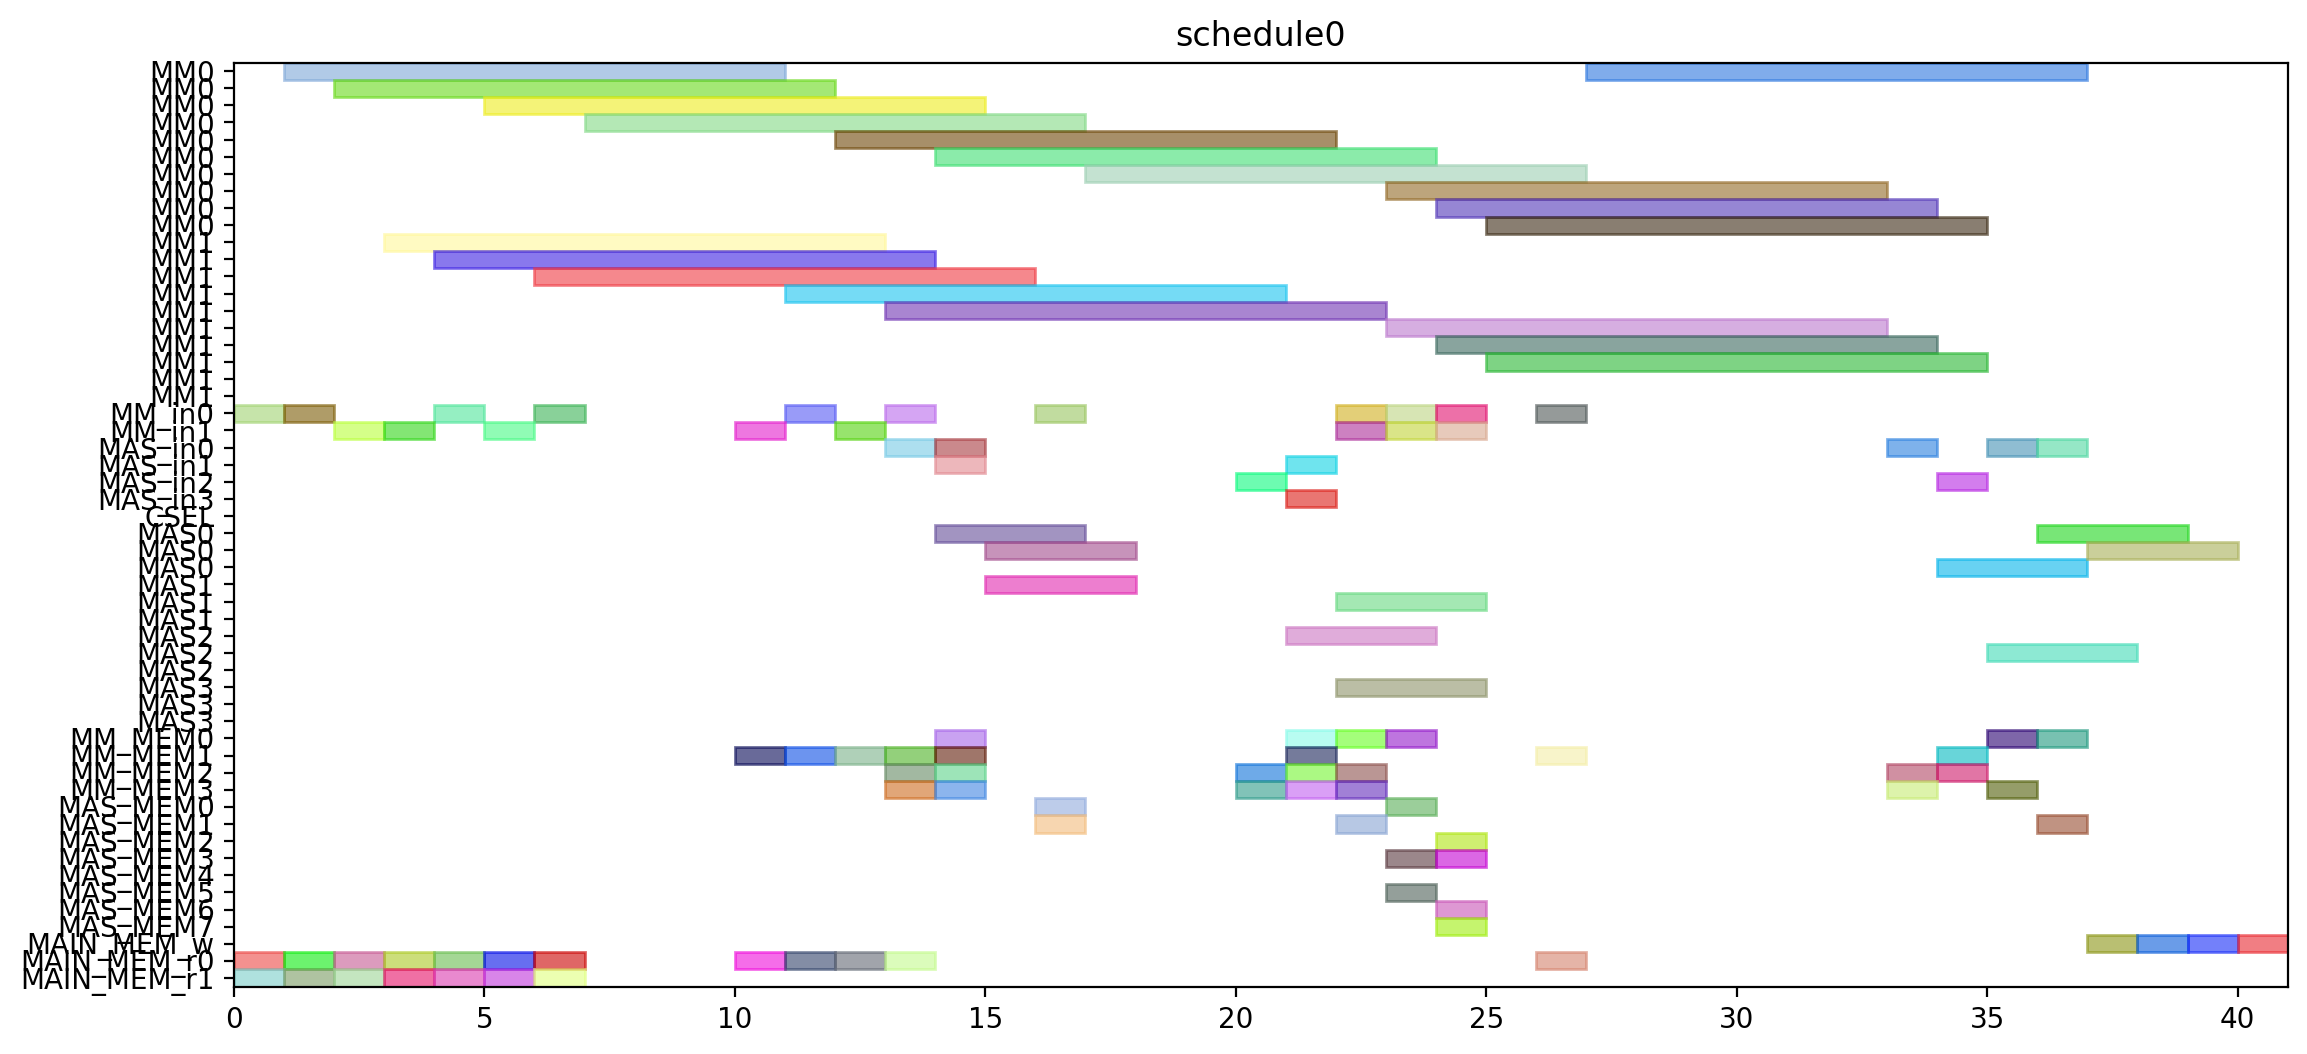 schedule0
MM0
MM0
MM0
MM0
MM0
MM0
MM0
MM0
MM0
MM0
MM1
MM1
MM1
MM1
MM1
MM1
MM1
MM1
MM1
MM1
MM_in0
MM_in1
MAS_in0
MAS_in1
MAS_in2
MAS_in3
CSEL
MAS0
MAS0
MAS0
MAS1
MAS1
MAS1
MAS2
MAS2
MAS2
MAS3
MAS3
MAS3
MM_MEM0
MM_MEM1
MM_MEM2
MM_MEM3
MAS_MEM0
MAS_MEM1
MAS_MEM2
MAS_MEM3
MAS_MEM4
MAS_MEM5
MAS_MEM6
MAS_MEM7
MAIN_MEM_w
MAIN_MEM_r0
MAIN_MEM_r1
0 5 10 15 20 25 30 35 40